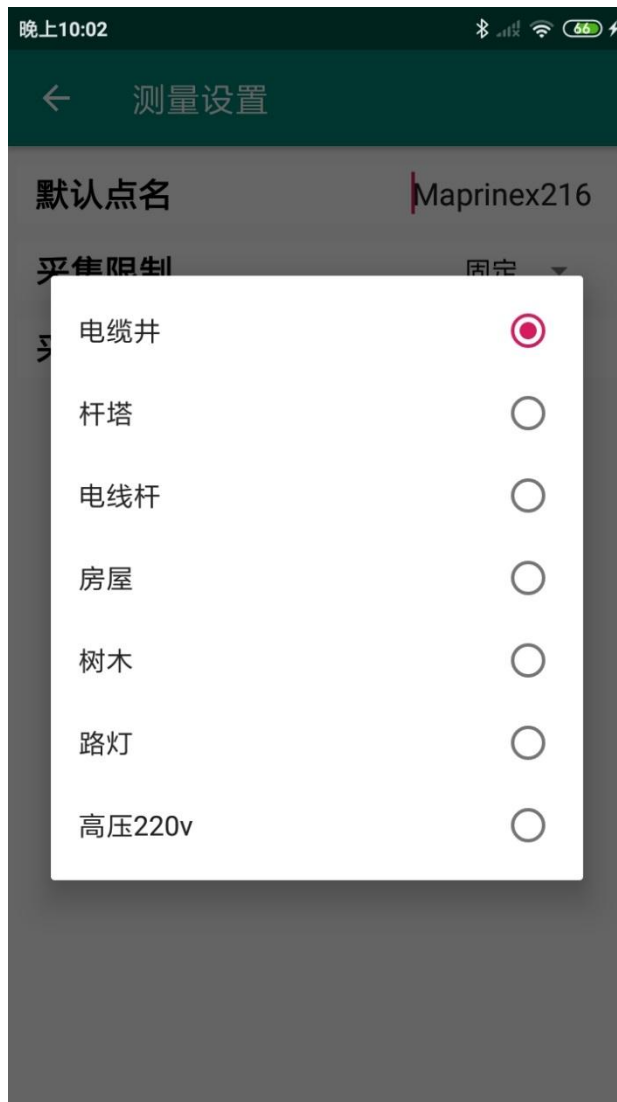 晚上10:02
66
测量设置
默认点名
Maprinex216
采集限制
固定
电缆井
杆塔
电线杆
房屋
树木
路灯
高压220v